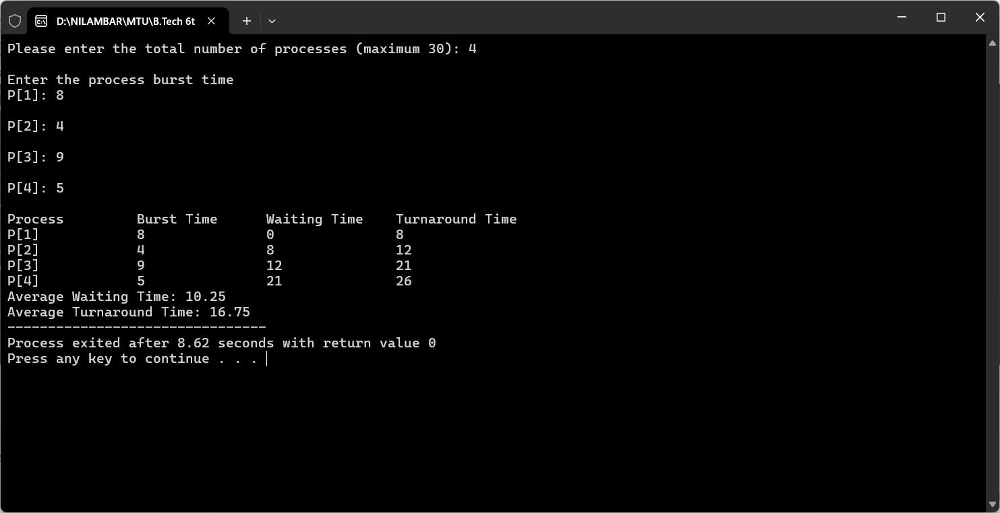 D:\NILAMBAR\MTU\B.Tech 6t
Please enter the total number of processes (maximum 30): 4
Enter the process burst time
P[1]: 8
P[2]: 4
P[3]: 9
P[4]: 5
Process Burst Time Waiting Time Turnaround Time
P[1] 8 0 8
P[2] 4 8 12
P[3] 9 12 21
P[4] 5 21 26
Average Waiting Time: 10.25
Average Turnaround Time: 16.75
--------------------------------
Process exited after 8.62 seconds with return value 0
Press any key to continue . . .